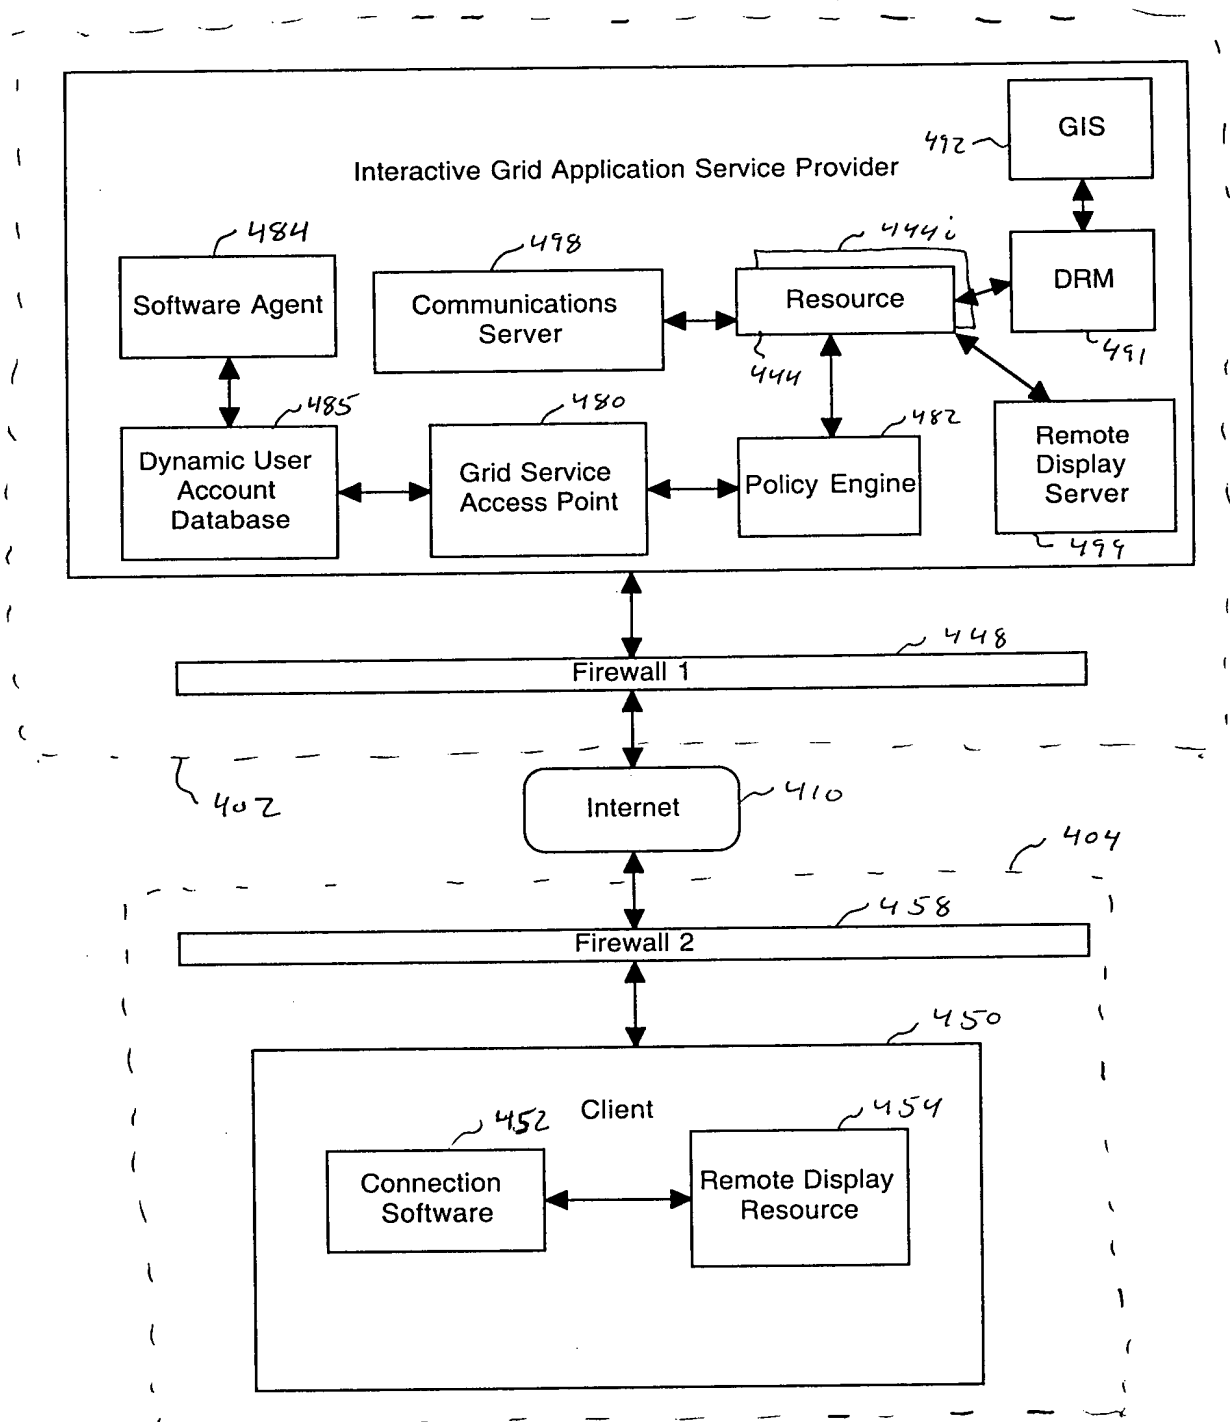 GIS
492
Interactive Grid Application Service Provider
484
498
444i
Software Agent
Communications
Server
Resource
DRM
444
491
485
480
482
Dynamic User
Account
Database
Grid Service
Access Point
Policy Engine
Remote
Display
Server
499
448
Firewall 1
402
Internet
410
404
458
Firewall 2
450
Client
452
454
Connection
Software
Remote Display
Resource